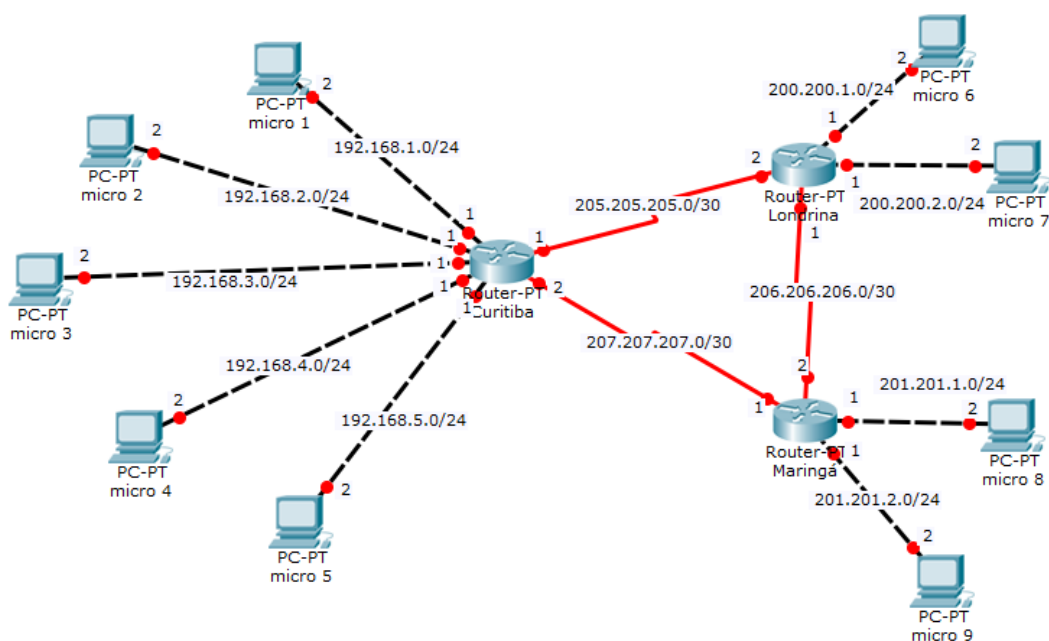 2
PC-PT
micro 1
2
PC-PT
micro 2
2
PC-PT
micro 3
2
PC-PT
micro 4
2
PC-PT
micro 5
192.168.1.0/24
192.168.2.0/24
192.168.3.0/24
192.168.4.0/24
192.168.5.0/24
1
1
1
1
1
Router-PT
Curitiba
1
2
205.205.205.0/30
207.207.207.0/30
206.206.206.0/30
2
Router-PT
Londrina
1
1
1
200.200.1.0/24
200.200.2.0/24
2
PC-PT
micro 6
2
PC-PT
micro 7
2
1
Router-PT
Maringá
1
1
201.201.1.0/24
201.201.2.0/24
2
PC-PT
micro 8
2
PC-PT
micro 9